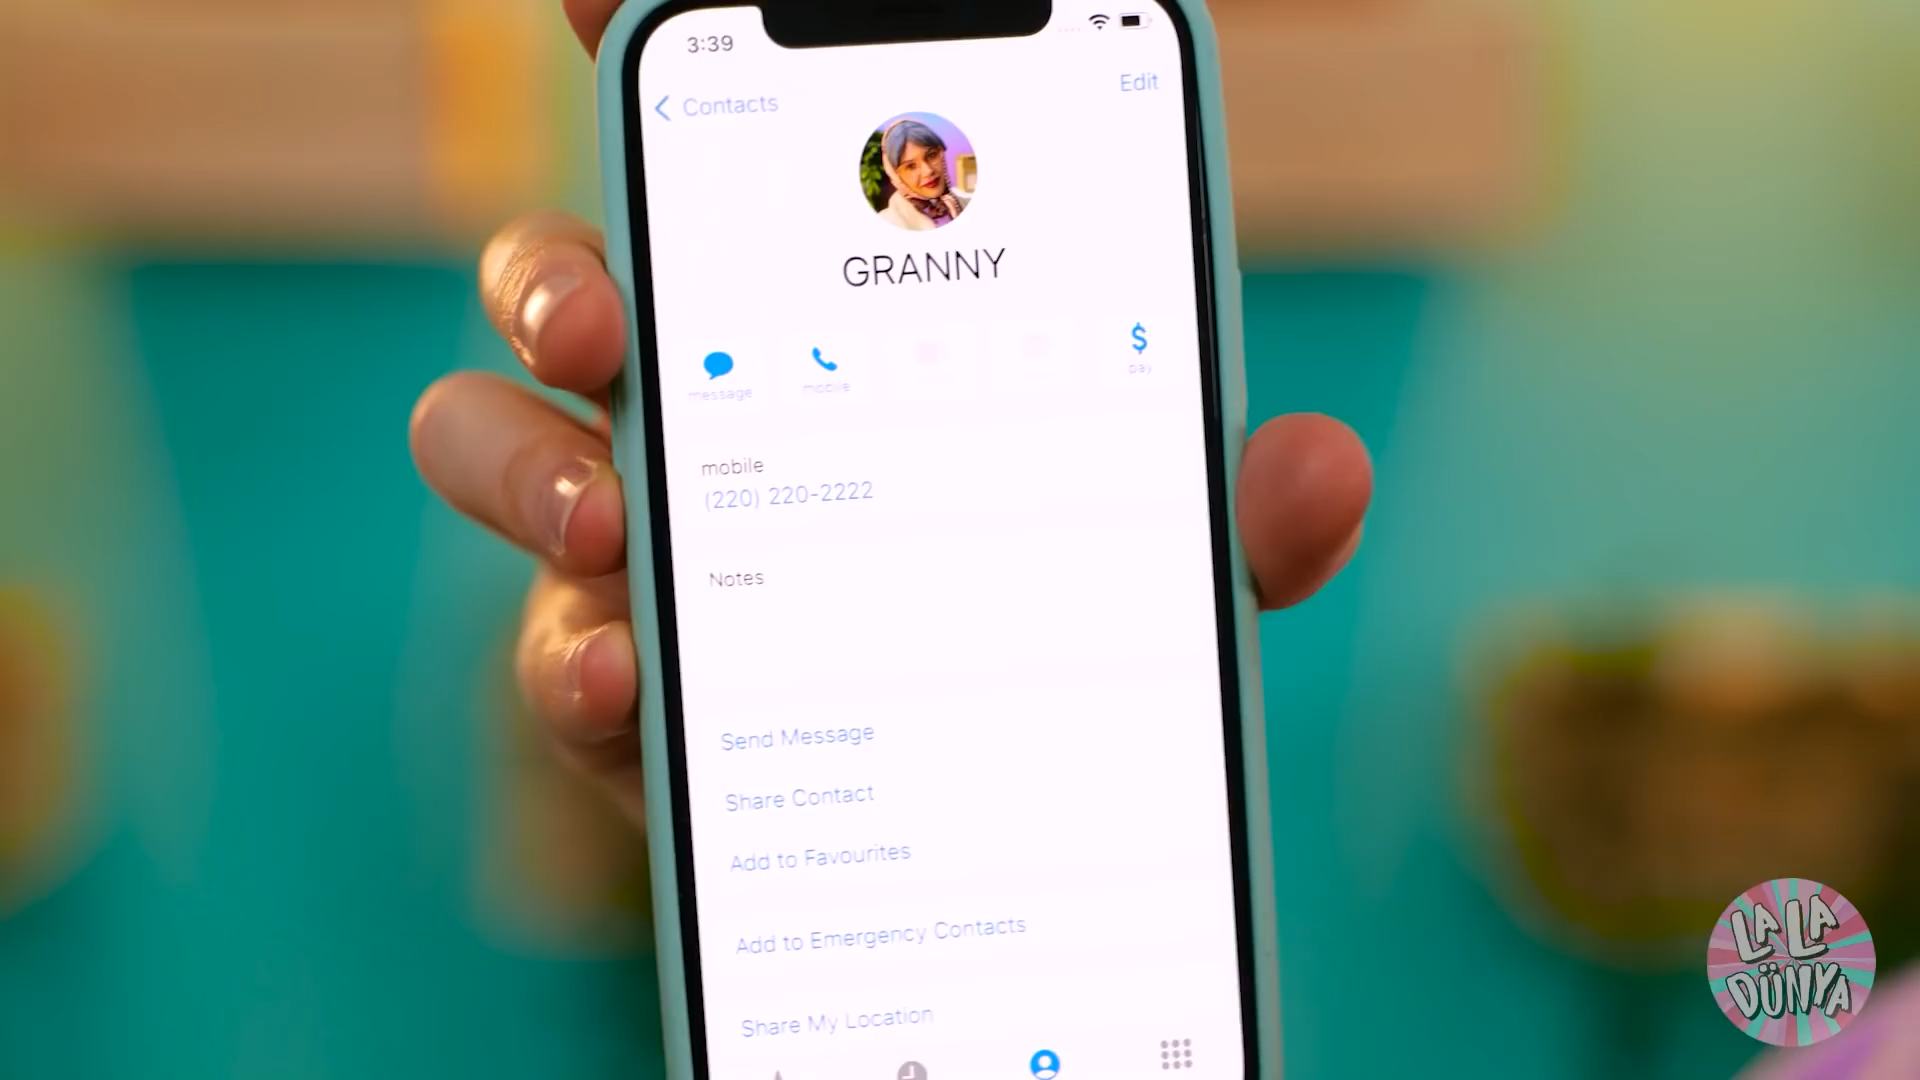 3:39
Contacts
Edit
GRANNY
message
mobile
pay
mobile
(220) 220-2222
Notes
Send Message
Share Contact
Add to Favourites
Add to Emergency Contacts
Share My Location
LA LA
DÜNYA